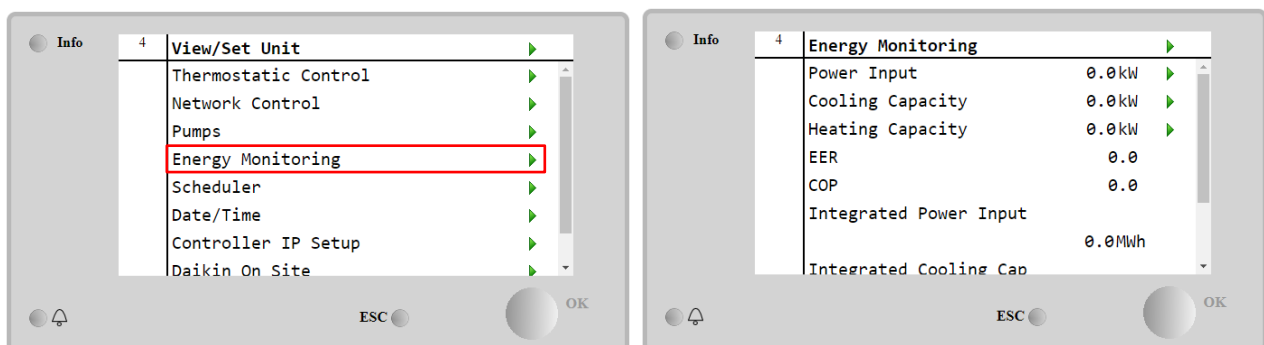 Info
4 View/Set Unit
Thermostatic Control
Network Control
Pumps
Energy Monitoring
Scheduler
Date/Time
Controller IP Setup
Daikin On Site
ESC
OK
Info
4 Energy Monitoring
Power Input 0.0kW
Cooling Capacity 0.0kW
Heating Capacity 0.0kW
EER 0.0
COP 0.0
Integrated Power Input
0.0MWh
Integrated Cooling Cap
ESC
OK